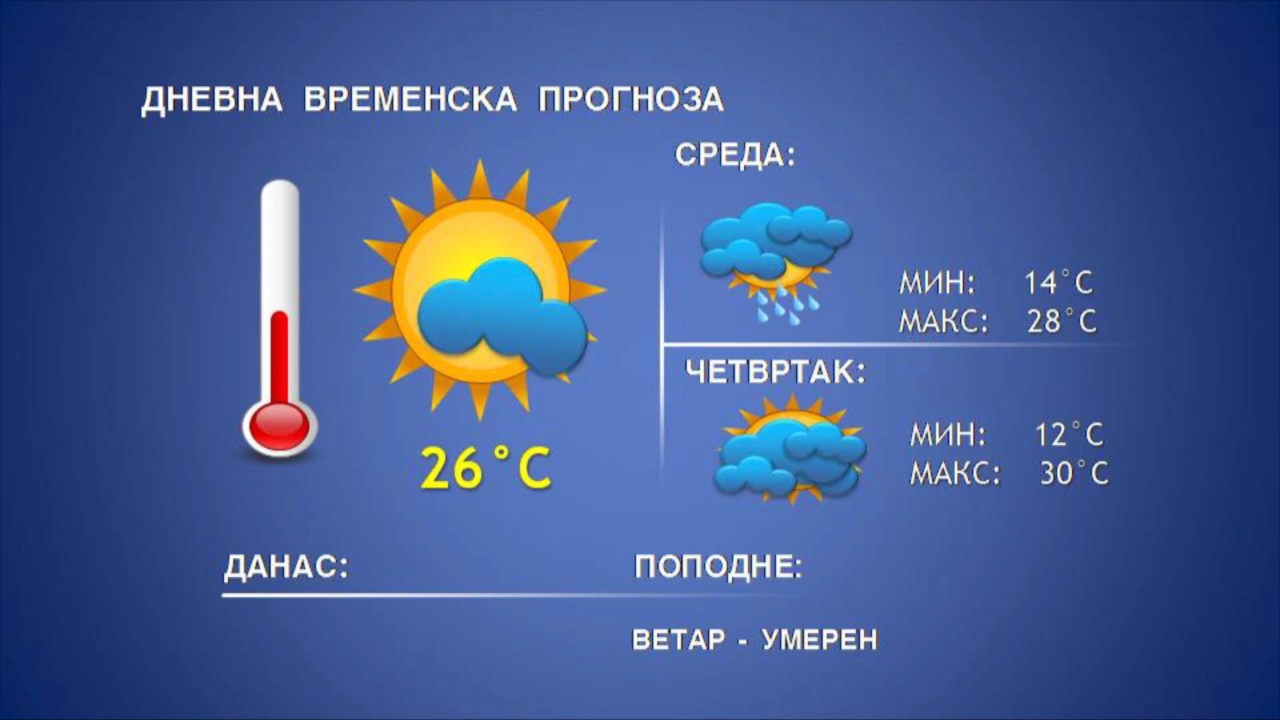 ДНЕВНА ВРЕМЕНСКА ПРОГНОЗА
26°C
СРЕДА:
МИН: 14°C
МАКС: 28°C
ЧЕТВРТАК:
МИН: 12°C
МАКС: 30°C
ДАНАС:
ПОПОДНЕ:
ВЕТАР - УМЕРЕН